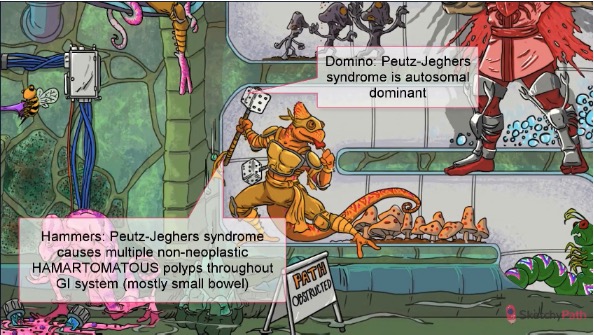 Domino: Peutz-Jeghers
syndrome is autosomal
dominant
Hammers: Peutz-Jeghers syndrome
causes multiple non-neoplastic
HAMARTOMATOUS polyps throughout
GI system (mostly small bowel)
PATH
OBSTRUCTED
SketchyPath